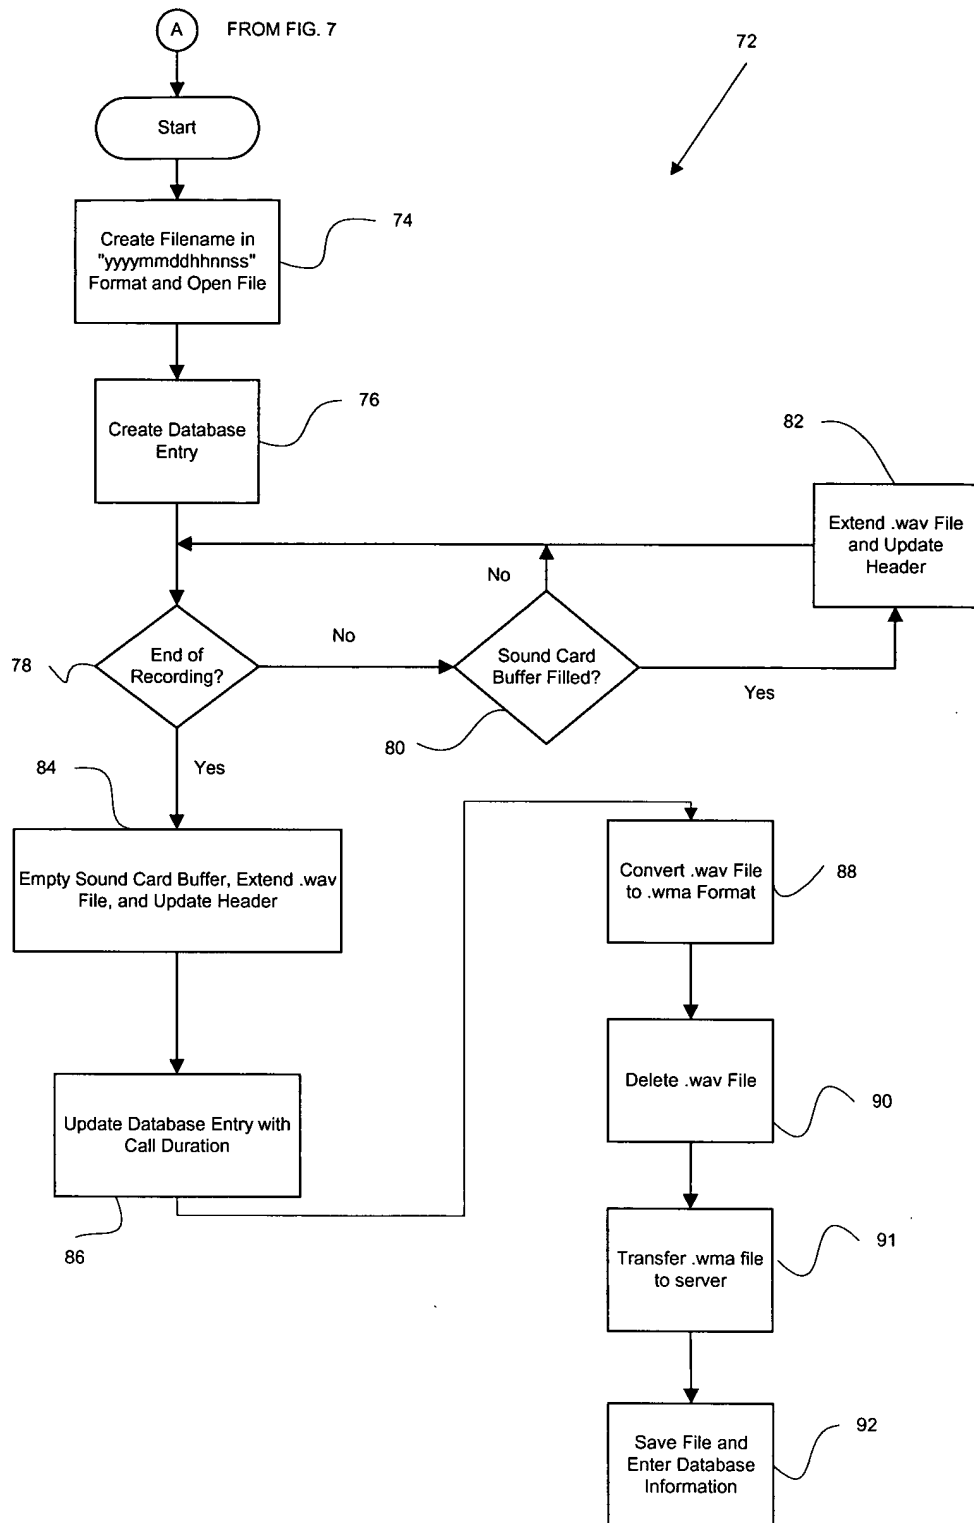 A
FROM FIG. 7
72
Start
74
Create Filename in
"yyyymmddhhnnss"
Format and Open File
76
Create Database
Entry
82
Extend .wav File
and Update
Header
No
78
End of
Recording?
No
Sound Card
Buffer Filled?
Yes
80
Yes
84
Empty Sound Card Buffer, Extend .wav
File, and Update Header
Update Database Entry with
Call Duration
86
Convert .wav File
to .wma Format
88
Delete .wav File
90
Transfer .wma file
to server
91
Save File and
Enter Database
Information
92